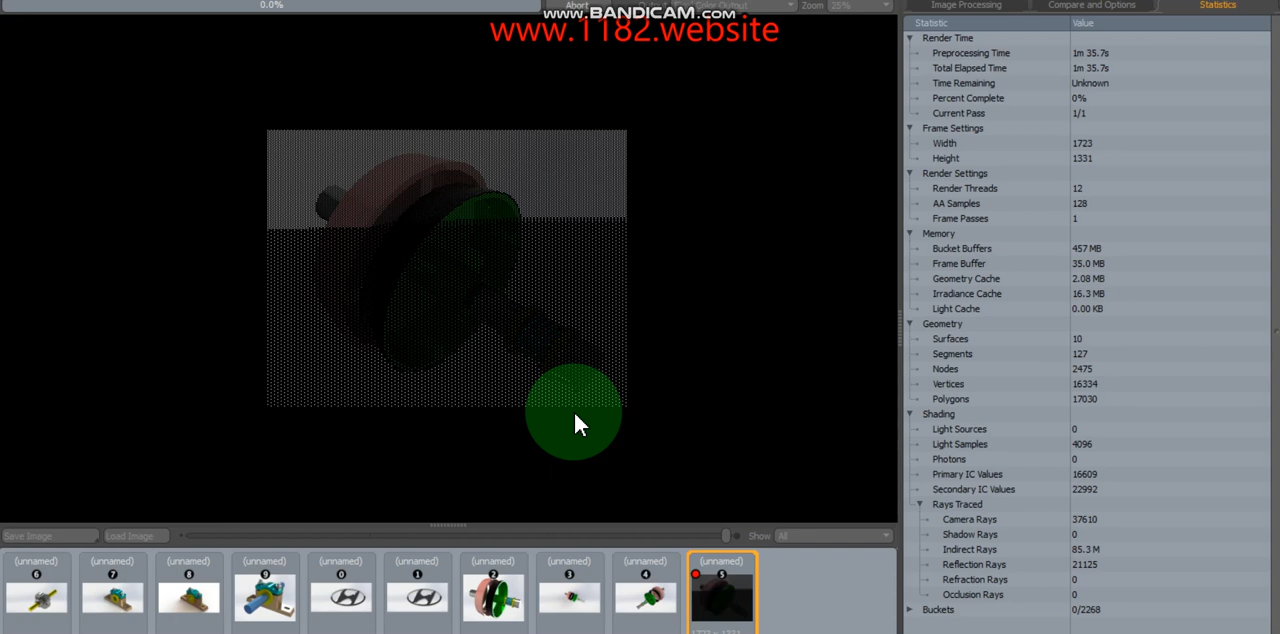 0.0%
Abort
Output
Color Output
Zoom
25%
www.BANDICAM.com
www.1182.website
Image Processing
Compare and Options
Statistics
Statistic
Value
Render Time
Preprocessing Time
1m 35.7s
Total Elapsed Time
1m 35.7s
Time Remaining
Unknown
Percent Complete
0%
Current Pass
1/1
Frame Settings
Width
1723
Height
1331
Render Settings
Render Threads
12
AA Samples
128
Frame Passes
1
Memory
Bucket Buffers
457 MB
Frame Buffer
35.0 MB
Geometry Cache
2.08 MB
Irradiance Cache
16.3 MB
Light Cache
0.00 KB
Geometry
Surfaces
10
Segments
127
Nodes
2475
Vertices
16334
Polygons
17030
Shading
Light Sources
0
Light Samples
4096
Photons
0
Primary IC Values
16609
Secondary IC Values
22992
Rays Traced
Camera Rays
37610
Shadow Rays
0
Indirect Rays
85.3 M
Reflection Rays
21125
Refraction Rays
0
Occlusion Rays
0
Buckets
0/2268
Save Image
Load Image
Show
All
(unnamed)
6
(unnamed)
7
(unnamed)
8
(unnamed)
9
(unnamed)
0
(unnamed)
1
(unnamed)
2
(unnamed)
3
(unnamed)
4
(unnamed)
5